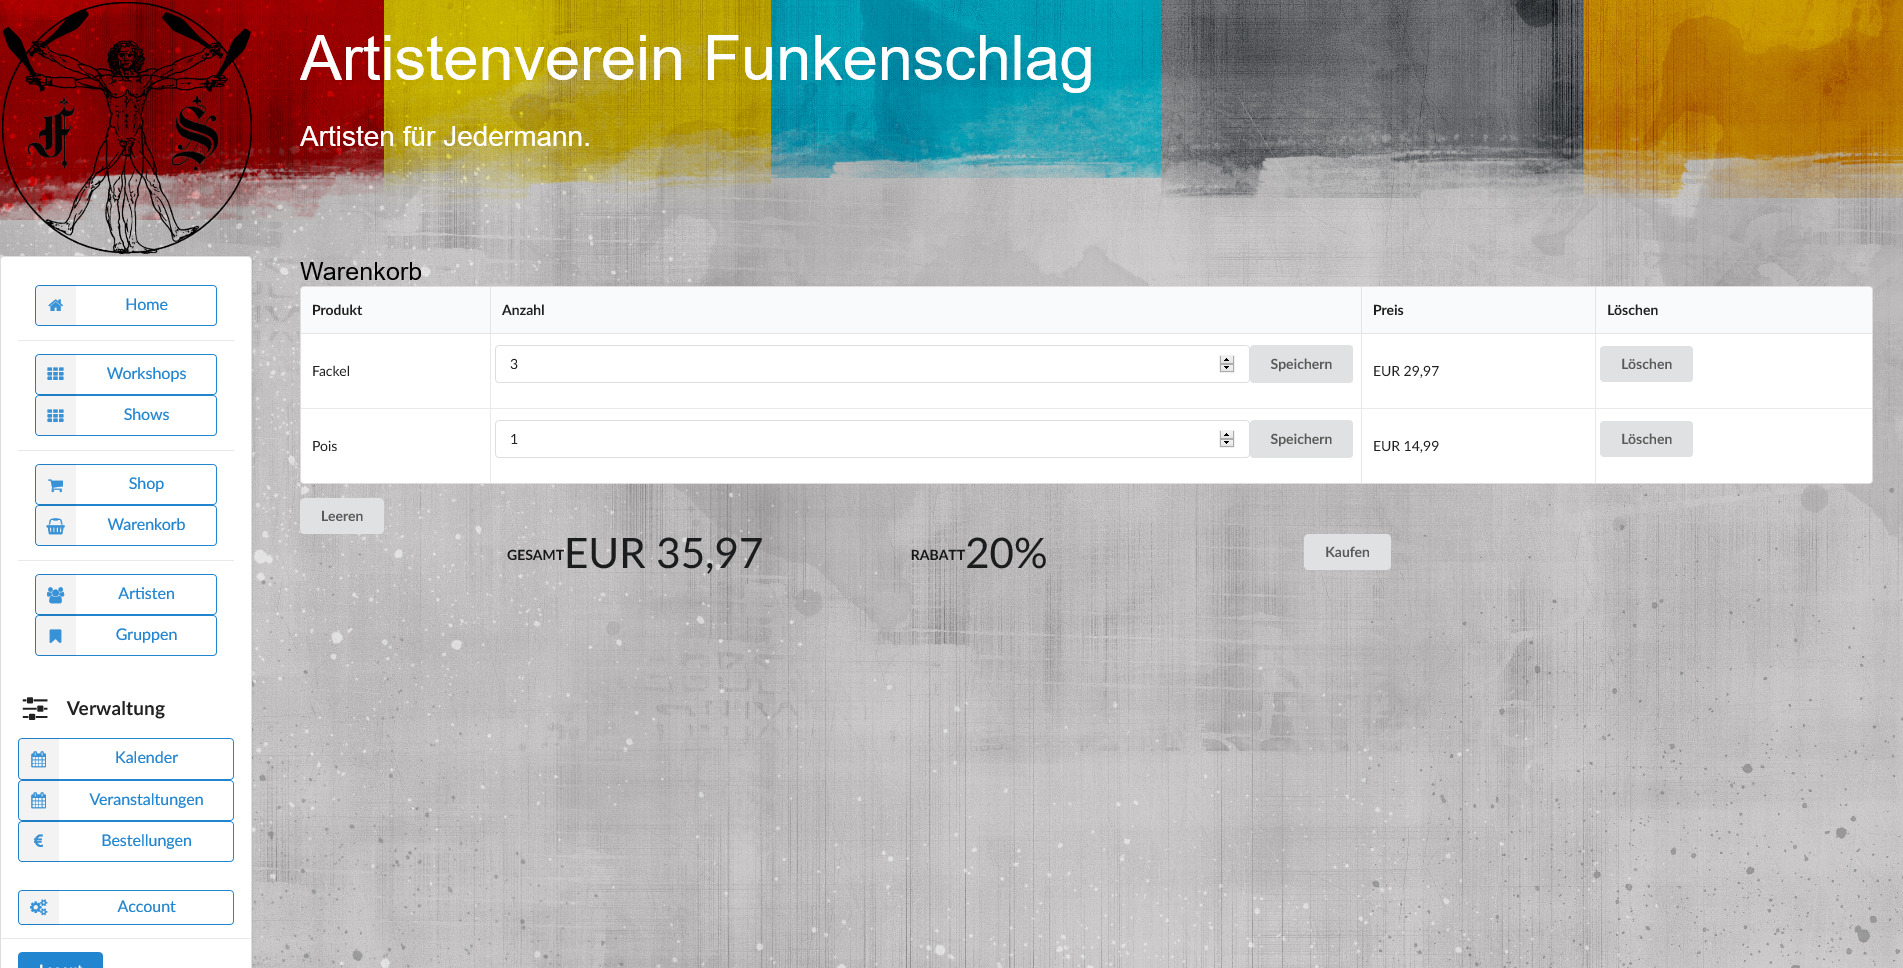 Artistenverein Funkenschlag
Artisten für Jedermann.
F S
Home
Workshops
Shows
Shop
Warenkorb
Artisten
Gruppen
Verwaltung
Kalender
Veranstaltungen
Bestellungen
Account
Warenkorb
Produkt Anzahl Preis Löschen
Fackel 3 Speichern EUR 29,97 Löschen
Pois 1 Speichern EUR 14,99 Löschen
Leeren
GESAMT EUR 35,97 RABATT 20% Kaufen